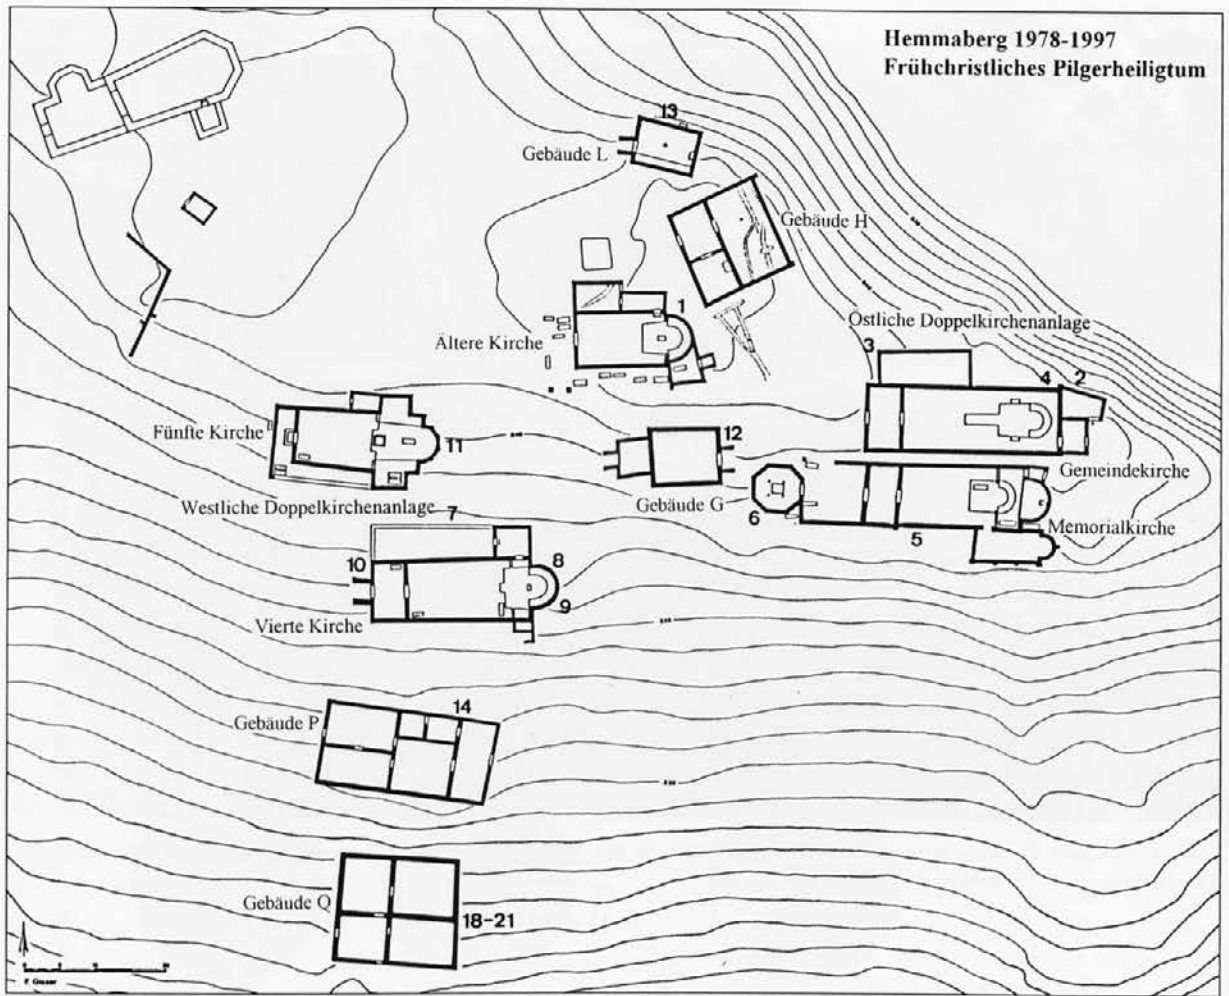 Hemmaberg 1978-1997
Frühchristliches Pilgerheiligtum
13
Gebäude L
Gebäude H
1
Östliche Doppelkirchenanlage
Ältere Kirche
3
4
2
Fünfte Kirche
11
12
Gemeindekirche
Westliche Doppelkirchenanlage
Gebäude G
6
7
5
Memorialkirche
10
8
9
Vierte Kirche
14
Gebäude P
Gebäude Q
18-21